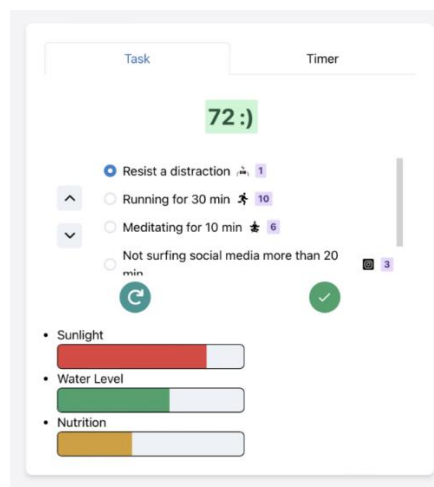 Task
Timer
72 :)
Resist a distraction 1
Running for 30 min 10
Meditating for 10 min 6
Not surfing social media more than 20
min 3
Sunlight
Water Level
Nutrition